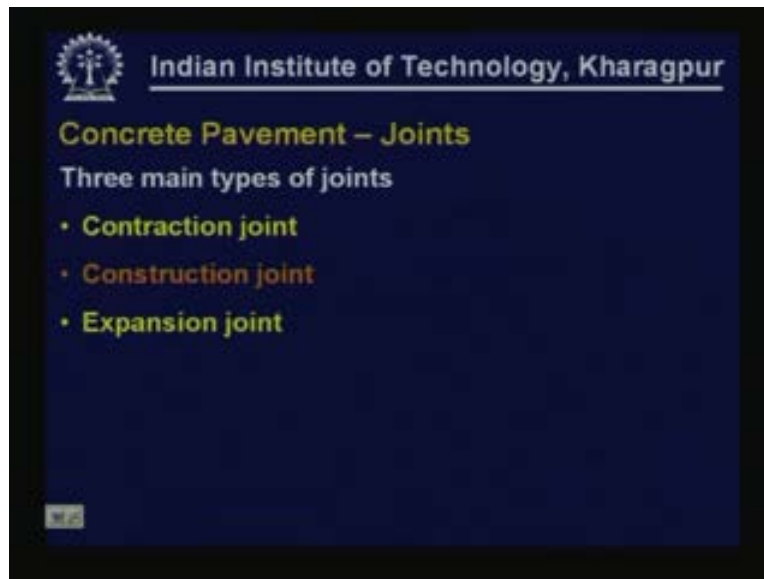 Indian Institute of Technology, Kharagpur
Concrete Pavement – Joints
Three main types of joints
• Contraction joint
• Construction joint
• Expansion joint